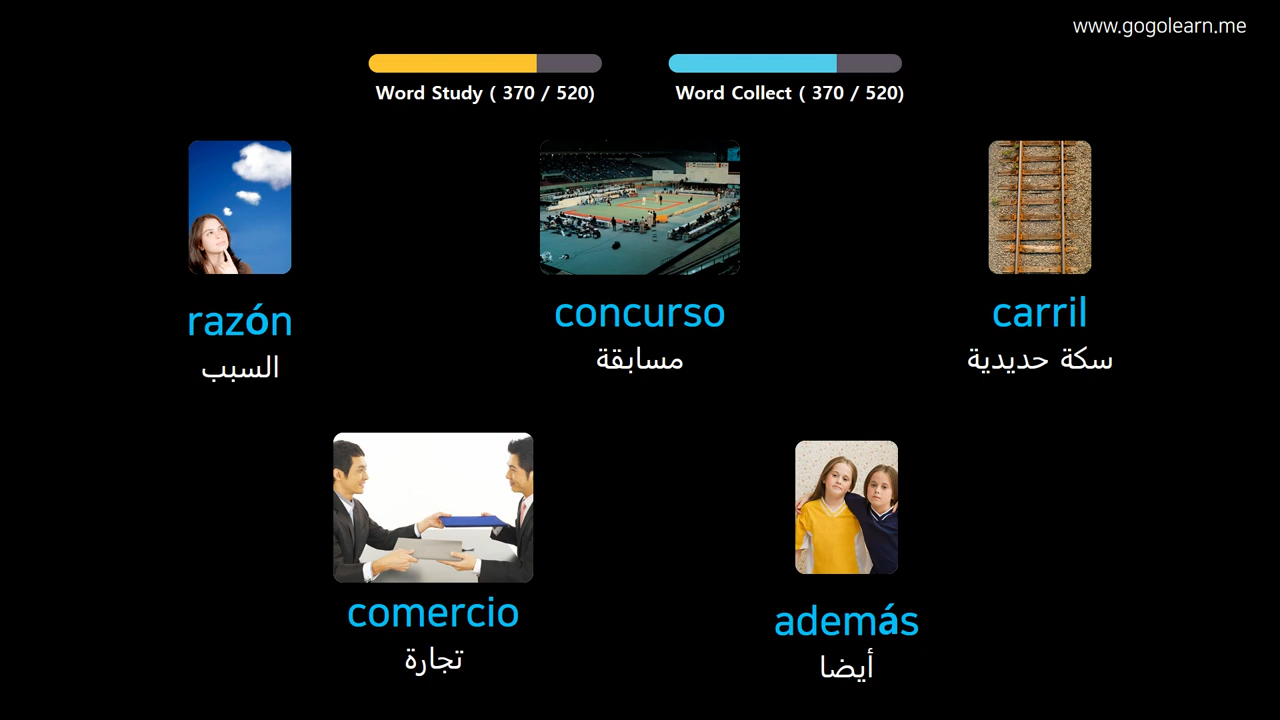 www.gogolearn.me
Word Study ( 370 / 520)
Word Collect ( 370 / 520)
razón
السبب
concurso
مسابقة
carril
سكة حديدية
comercio
تجارة
además
أيضا